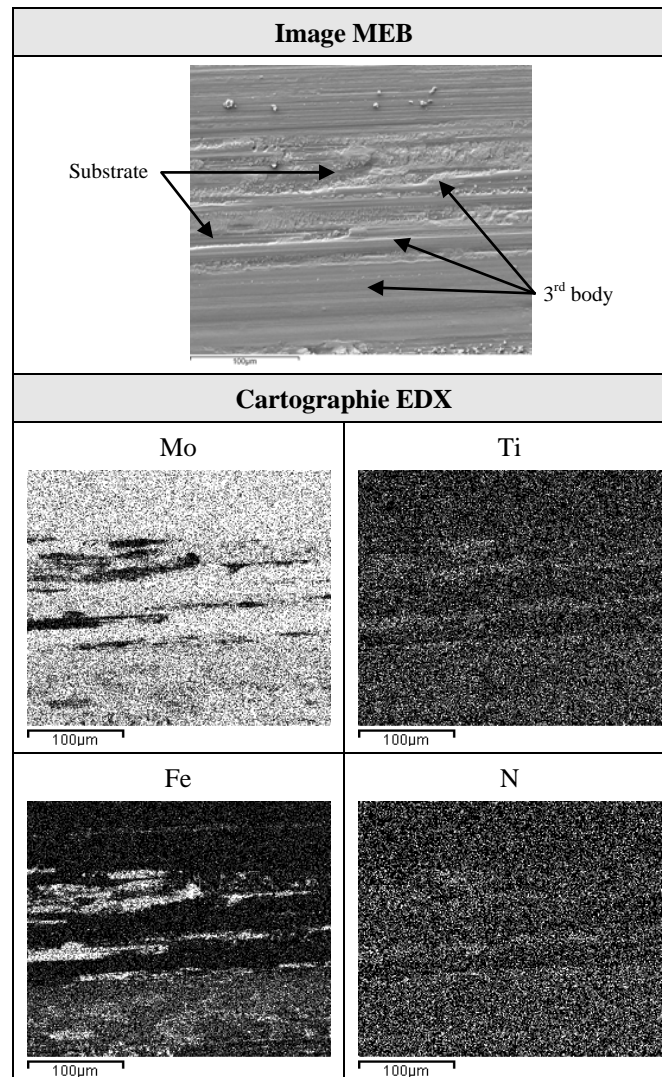 Image MEB
Substrate
3rd body
100µm
Cartographie EDX
Mo
Ti
100µm
100µm
Fe
N
100µm
100µm